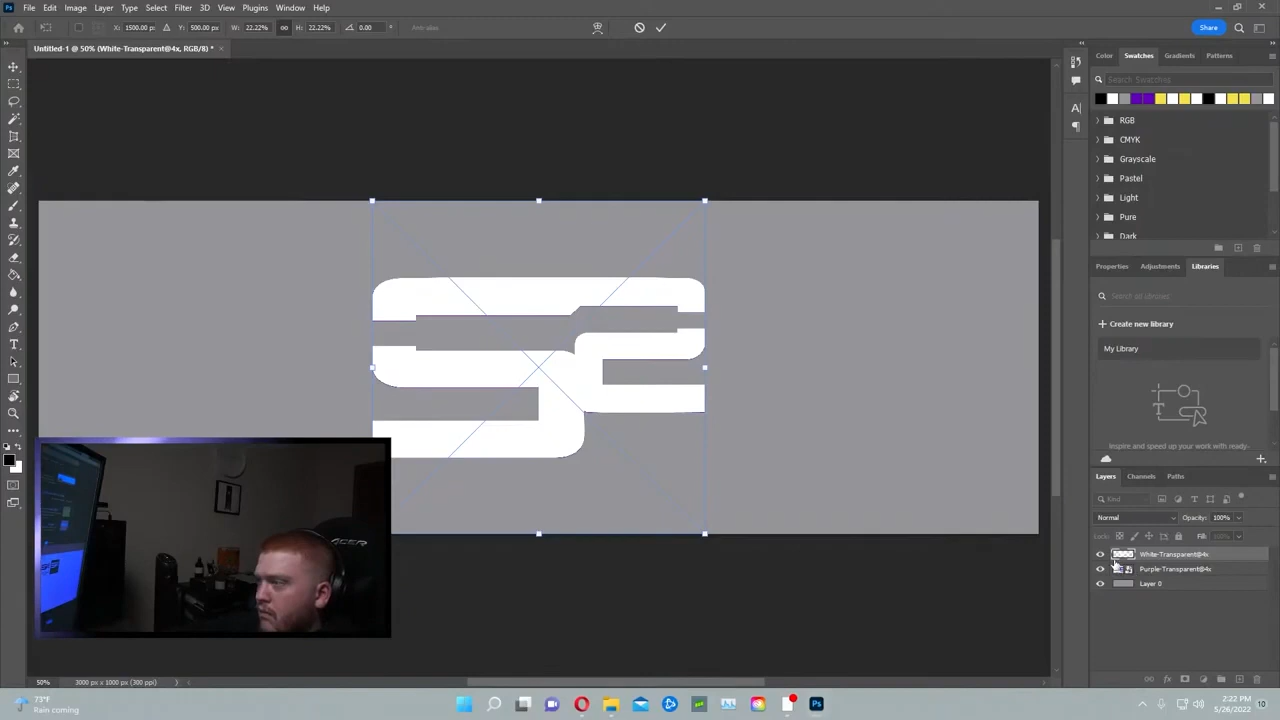 Ps File Edit Image Layer Type Select Filter 3D View Plugins Window Help
X: 1500.00 px Y: 500.00 px W: 22.22% H: 22.22% 0.00 ° Anti-alias Share
Untitled-1 @ 50% (White-Transparent@4x, RGB/8) * ×
Color Swatches Gradients Patterns
Search Swatches
RGB
CMYK
Grayscale
Pastel
Light
Pure
Dark
Properties Adjustments Libraries
Search all libraries
+ Create new library
My Library
Inspire and speed up your work with ready-
Layers Channels Paths
Kind
Normal Opacity: 100%
Lock: Fill: 100%
White-Transparent@4x
Purple-Transparent@4x
Layer 0
acer
50% 3000 px x 1000 px (300 ppi)
73°F
Rain coming
Ps
2:22 PM
5/26/2022